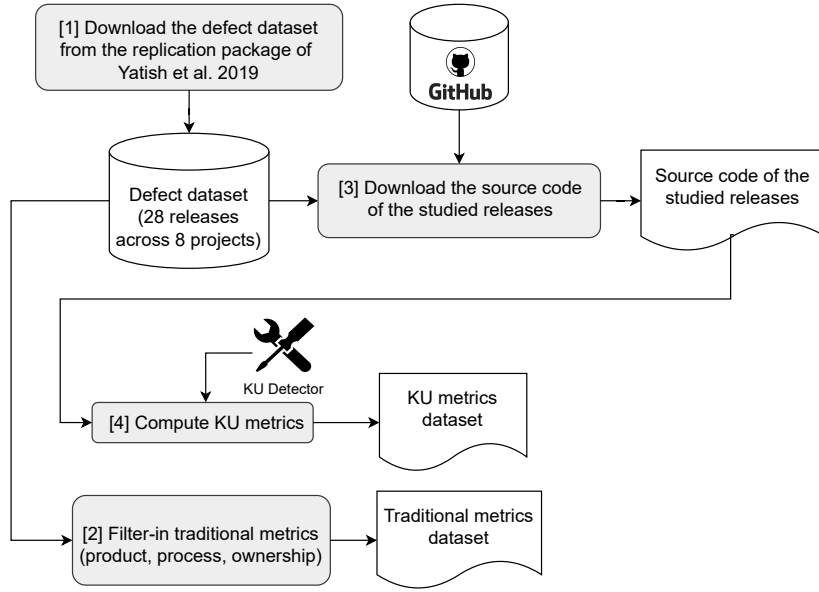 [1] Download the defect dataset
from the replication package of
Yatish et al. 2019
GitHub
Defect dataset
(28 releases
across 8 projects)
[3] Download the source code
of the studied releases
Source code of the
studied releases
KU Detector
[4] Compute KU metrics
KU metrics
dataset
[2] Filter-in traditional metrics
(product, process, ownership)
Traditional metrics
dataset